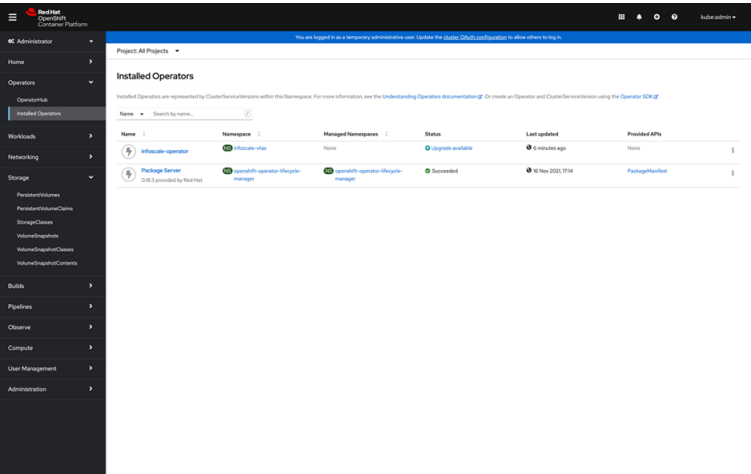 Red Hat
OpenShift
Container Platform
kube:admin
You are logged in as a temporary administrative user. Update the cluster OAuth configuration to allow others to log in.
Administrator
Home
Operators
OperatorHub
Installed Operators
Workloads
Networking
Storage
PersistentVolumes
PersistentVolumeClaims
StorageClasses
VolumeSnapshots
VolumeSnapshotClasses
VolumeSnapshotContents
Builds
Pipelines
Observe
Compute
User Management
Administration
Project: All Projects
Installed Operators
Installed Operators are represented by ClusterServiceVersions within this Namespace. For more information, see the Understanding Operators documentation. Or create an Operator and ClusterServiceVersion using the Operator SDK.
Name Search by name... /
Name Namespace Managed Namespaces Status Last updated Provided APIs
infoscale-operator NS infoscale-vtas None Upgrade available 6 minutes ago None
Package Server NS openshift-operator-lifecycle- NS openshift-operator-lifecycle- Succeeded 16 Nov 2021, 17:14 PackageManifest
0.18.3 provided by Red Hat manager manager